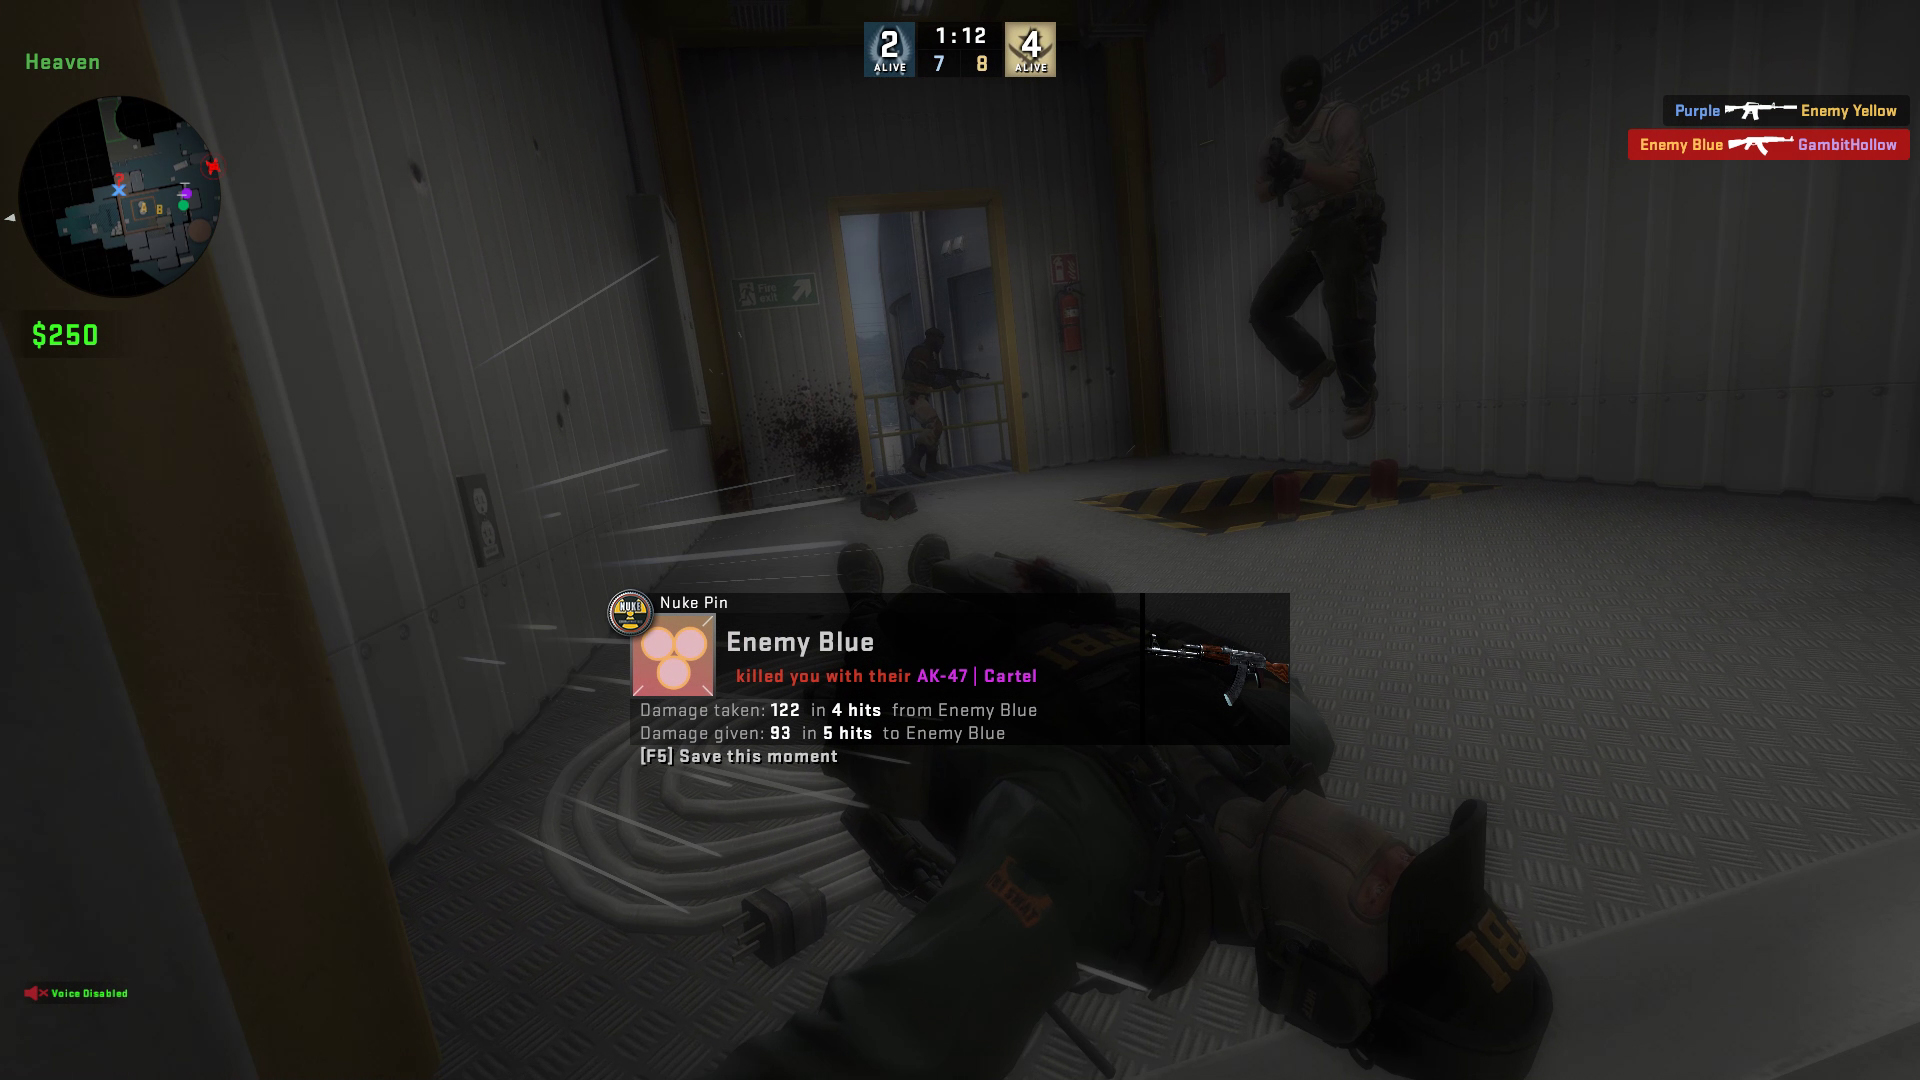 Heaven
2
ALIVE
1:12
7 8
4
ALIVE
Purple Enemy Yellow
Enemy Blue GambitHollow
A B
?
$250
Fire
exit
Nuke Pin
NUKE
Enemy Blue
killed you with their AK-47 | Cartel
Damage taken: 122 in 4 hits from Enemy Blue
Damage given: 93 in 5 hits to Enemy Blue
[F5] Save this moment
FBI
Voice Disabled